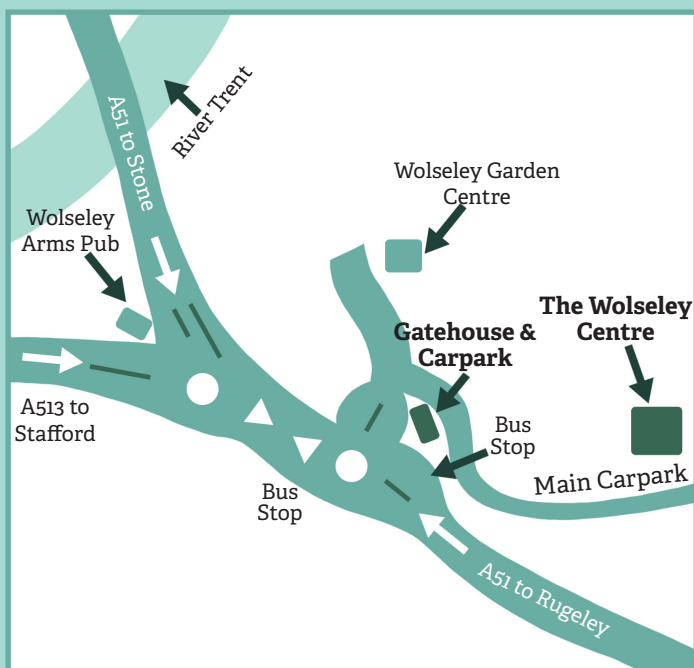 River Trent
A51 to Stone
Wolseley Garden
Centre
Wolseley
Arms Pub
The Wolseley
Centre
Gatehouse &
Carpark
A513 to
Stafford
Bus
Stop
Main Carpark
Bus
Stop
A51 to Rugeley